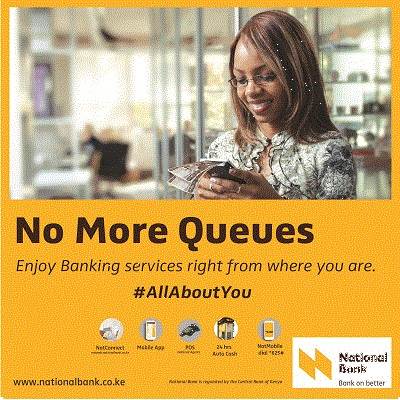 No More Queues
Enjoy Banking services right from where you are.
#AllAboutYou
NatConnect
Mobile App
POS
24 hrs
Auto Cash
NatMobile
dial *625#
National
Bank
Bank on better
www.nationalbank.co.ke
National Bank is regulated by the Central Bank of Kenya